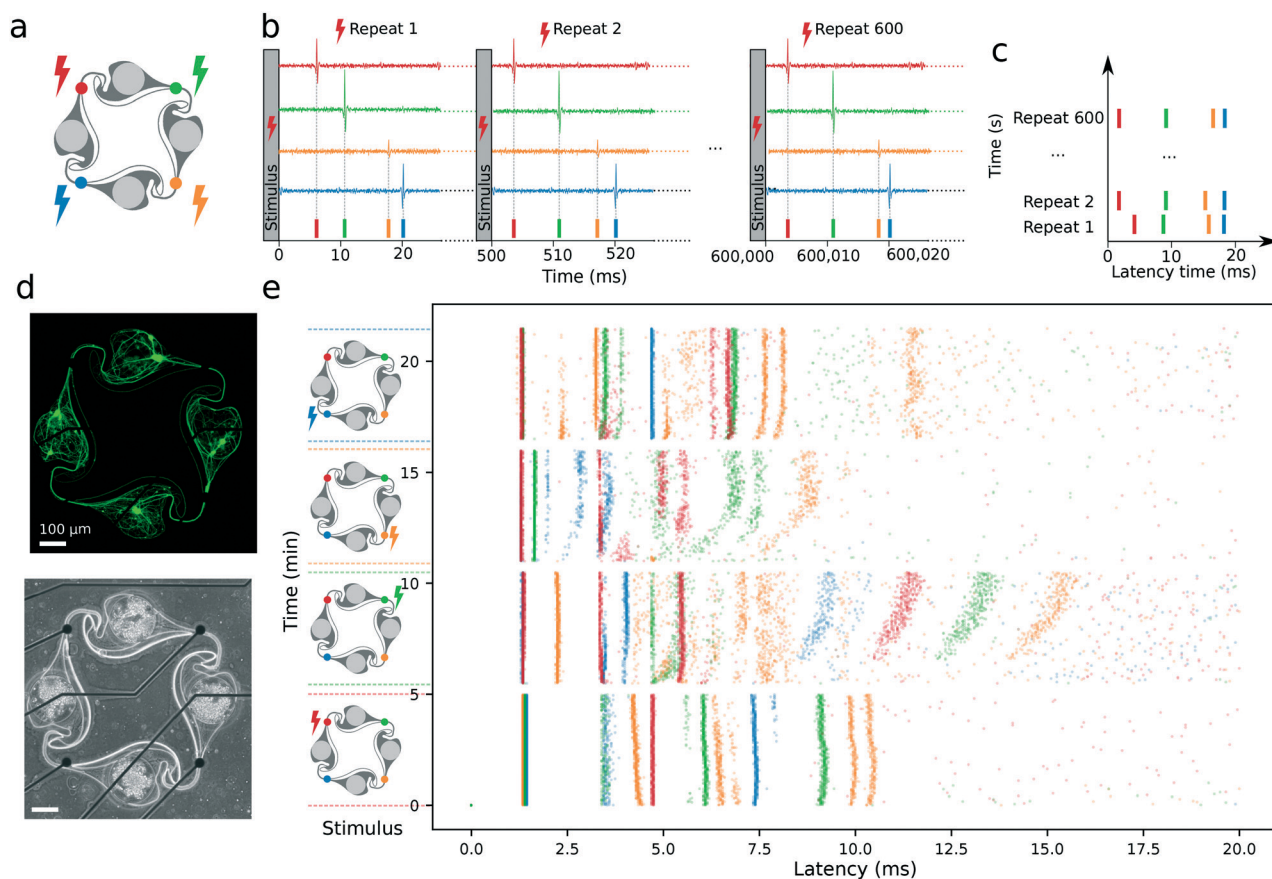 a
b
Repeat 1
Repeat 2
Repeat 600
Stimulus
Stimulus
Stimulus
...
0
10
20
500
510
520
600,000
600,010
600,020
Time (ms)
c
Time (s)
Repeat 600
...
...
Repeat 2
Repeat 1
0
10
20
Latency time (ms)
d
100 µm
e
Time (min)
20
15
10
5
0
Stimulus
0.0
2.5
5.0
7.5
10.0
12.5
15.0
17.5
20.0
Latency (ms)